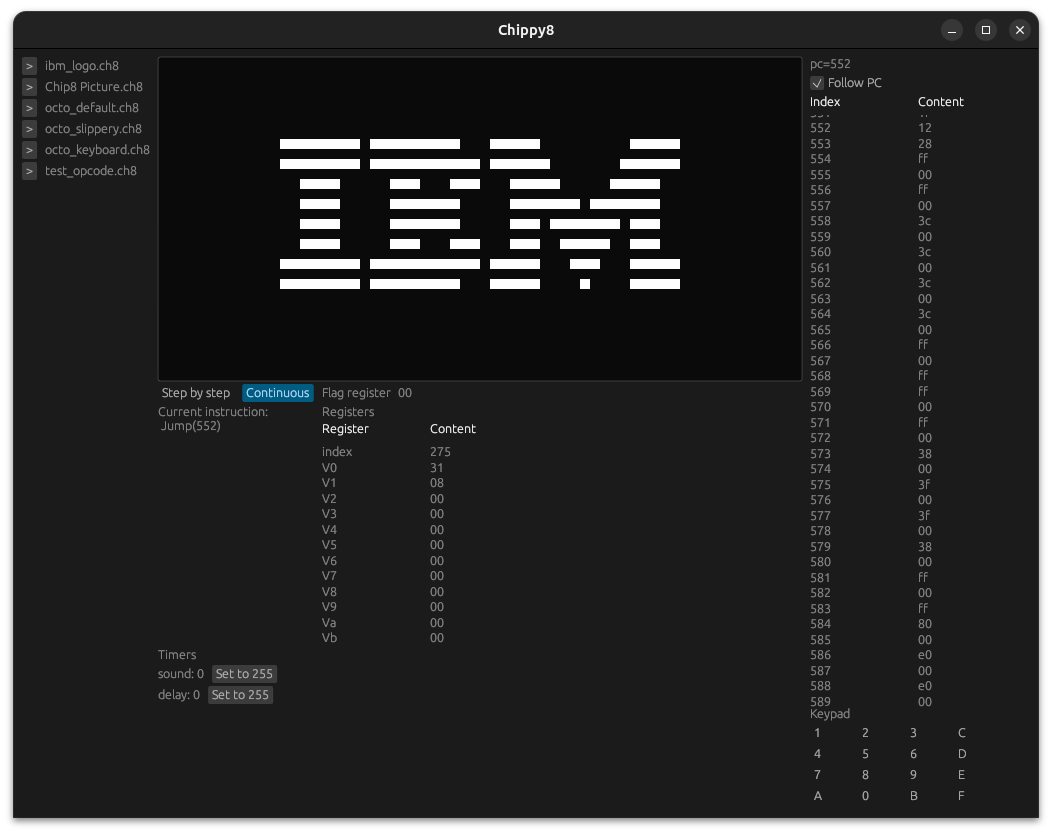 Chippy8
> ibm_logo.ch8
> Chip8 Picture.ch8
> octo_default.ch8
> octo_slippery.ch8
> octo_keyboard.ch8
> test_opcode.ch8
IBM
Step by step Continuous Flag register 00
Current instruction:
Jump(552)
Registers
Register Content
index 275
V0 31
V1 08
V2 00
V3 00
V4 00
V5 00
V6 00
V7 00
V8 00
V9 00
Va 00
Vb 00
Timers
sound: 0 Set to 255
delay: 0 Set to 255
pc=552
Follow PC
Index Content
552 12
553 28
554 ff
555 00
556 ff
557 00
558 3c
559 00
560 3c
561 00
562 3c
563 00
564 3c
565 00
566 ff
567 00
568 ff
569 ff
570 00
571 ff
572 00
573 38
574 00
575 3f
576 00
577 3f
578 00
579 38
580 00
581 ff
582 00
583 ff
584 80
585 00
586 e0
587 00
588 e0
589 00
Keypad
1 2 3 C
4 5 6 D
7 8 9 E
A 0 B F